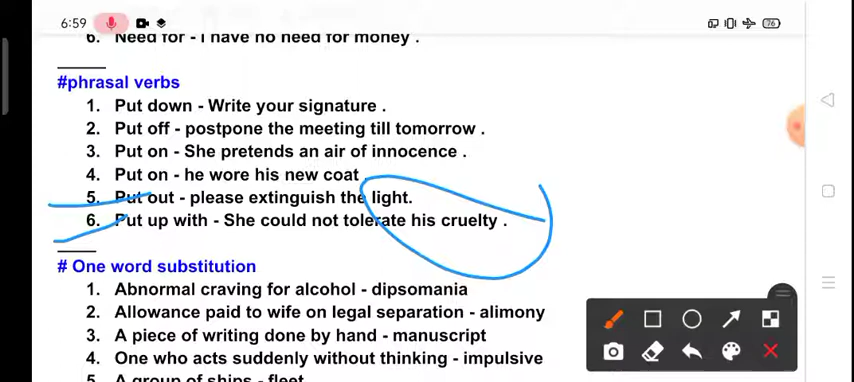 6:59
76
6. Need for - I have no need for money .
#phrasal verbs
1. Put down - Write your signature .
2. Put off - postpone the meeting till tomorrow .
3. Put on - She pretends an air of innocence .
4. Put on - he wore his new coat .
5. Put out - please extinguish the light.
6. Put up with - She could not tolerate his cruelty .
# One word substitution
1. Abnormal craving for alcohol - dipsomania
2. Allowance paid to wife on legal separation - alimony
3. A piece of writing done by hand - manuscript
4. One who acts suddenly without thinking - impulsive
5. A group of ships - fleet